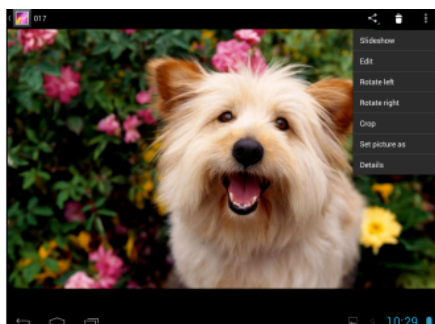 017
Slideshow
Edit
Rotate left
Rotate right
Crop
Set picture as
Details
10:29